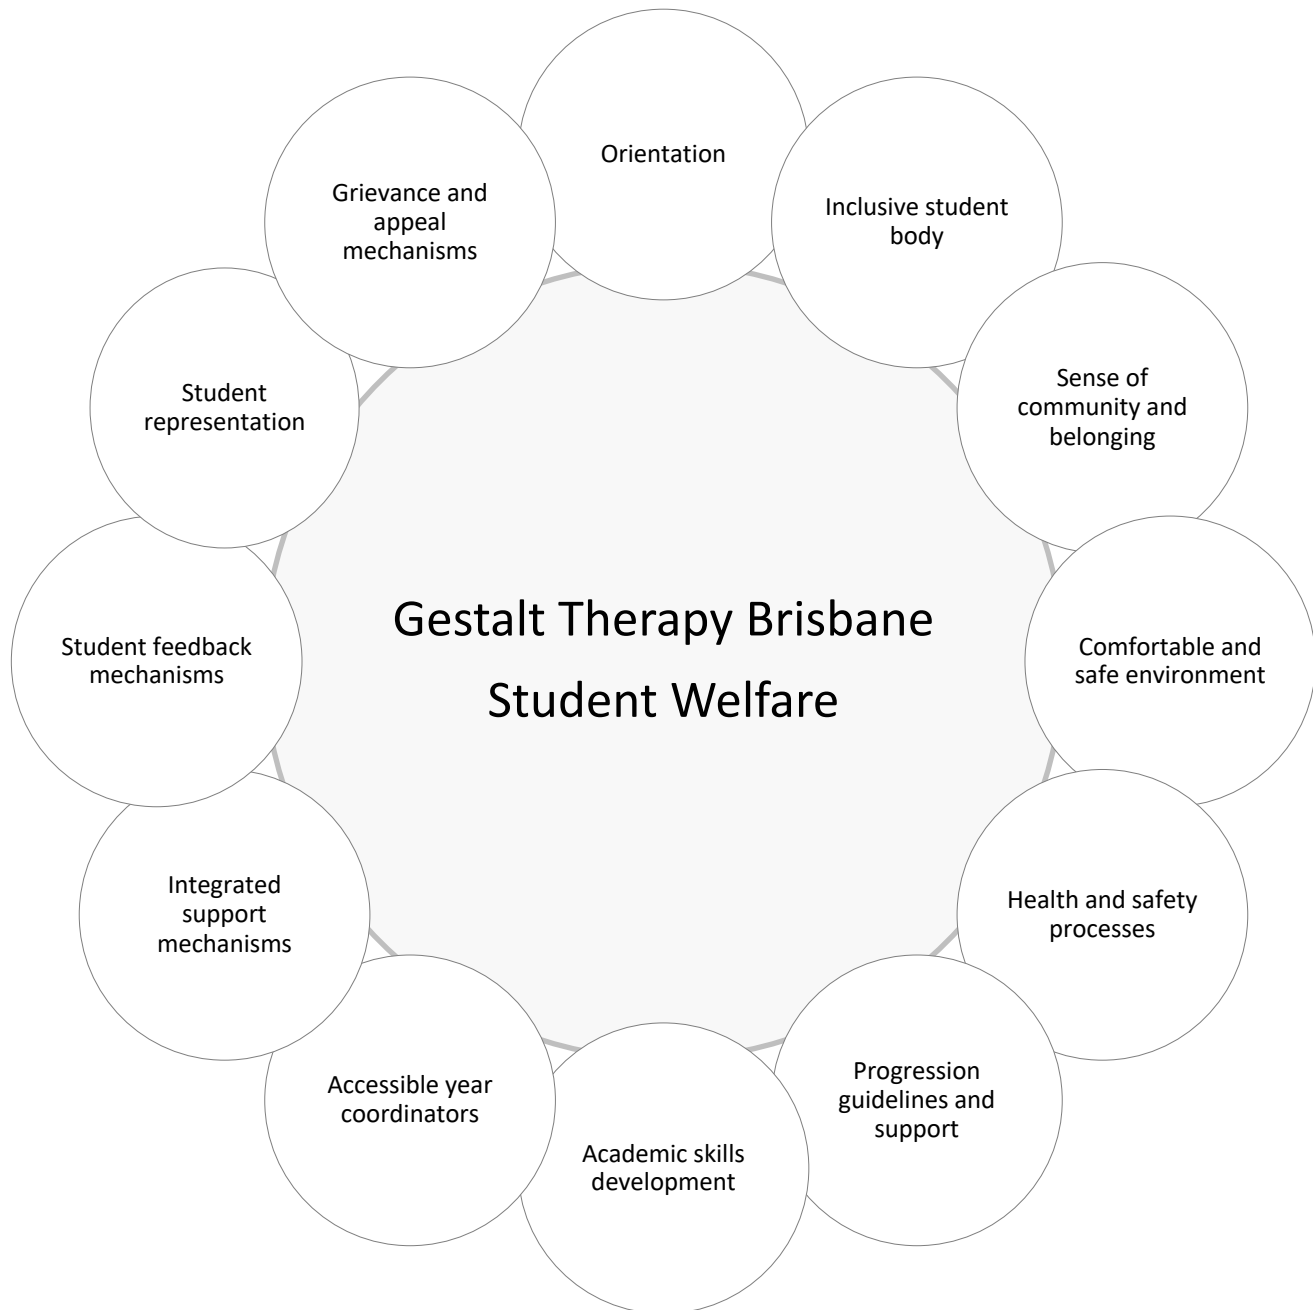 Orientation
Inclusive student
body
Sense of
community and
belonging
Comfortable and
safe environment
Health and safety
processes
Progression
guidelines and
support
Academic skills
development
Accessible year
coordinators
Integrated
support
mechanisms
Student feedback
mechanisms
Student
representation
Grievance and
appeal
mechanisms
Gestalt Therapy Brisbane
Student Welfare